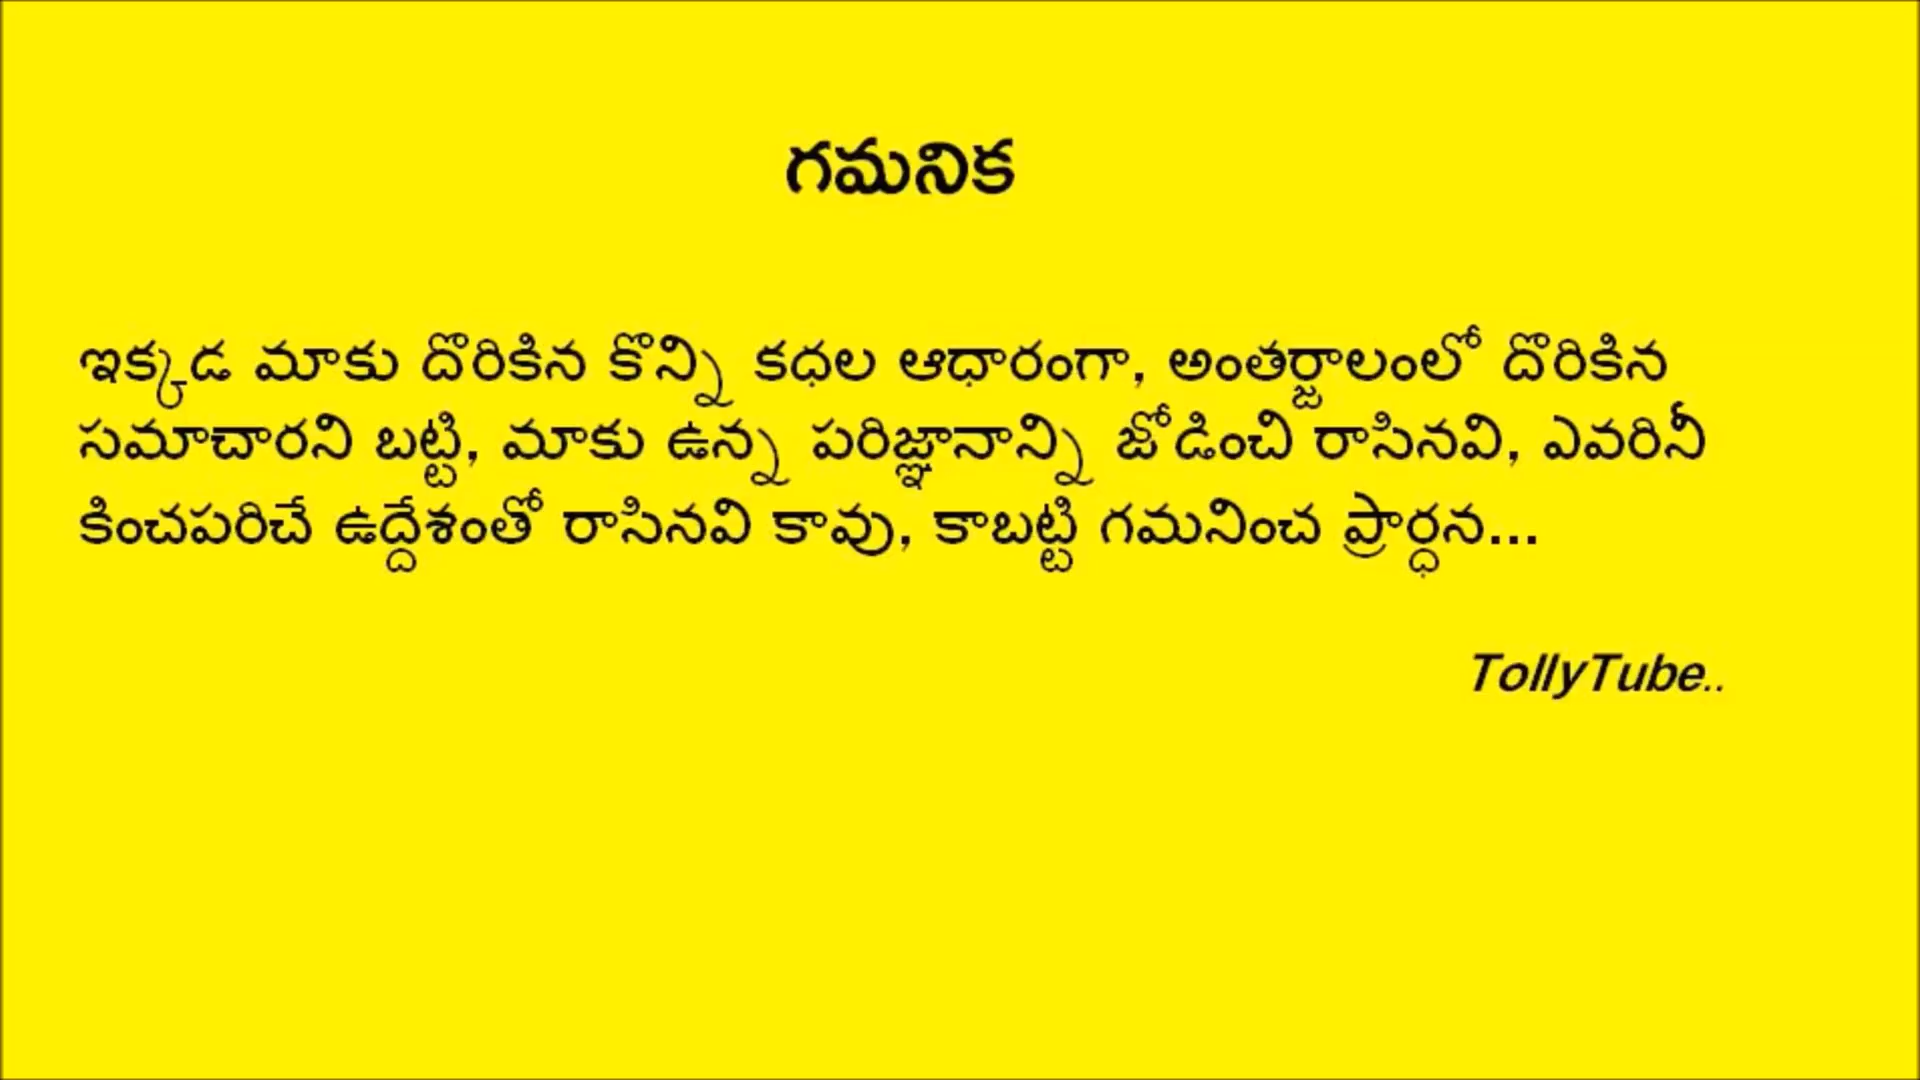 గమనిక
ఇక్కడ మాకు దొరికిన కొన్ని కధల ఆధారంగా, అంతర్జాలంలో దొరికిన
సమాచారని బట్టి, మాకు ఉన్న పరిజ్ఞానాన్ని జోడించి రాసినవి, ఎవరినీ
కించపరిచే ఉద్దేశంతో రాసినవి కావు, కాబట్టి గమనించ ప్రార్ధన...
TollyTube..